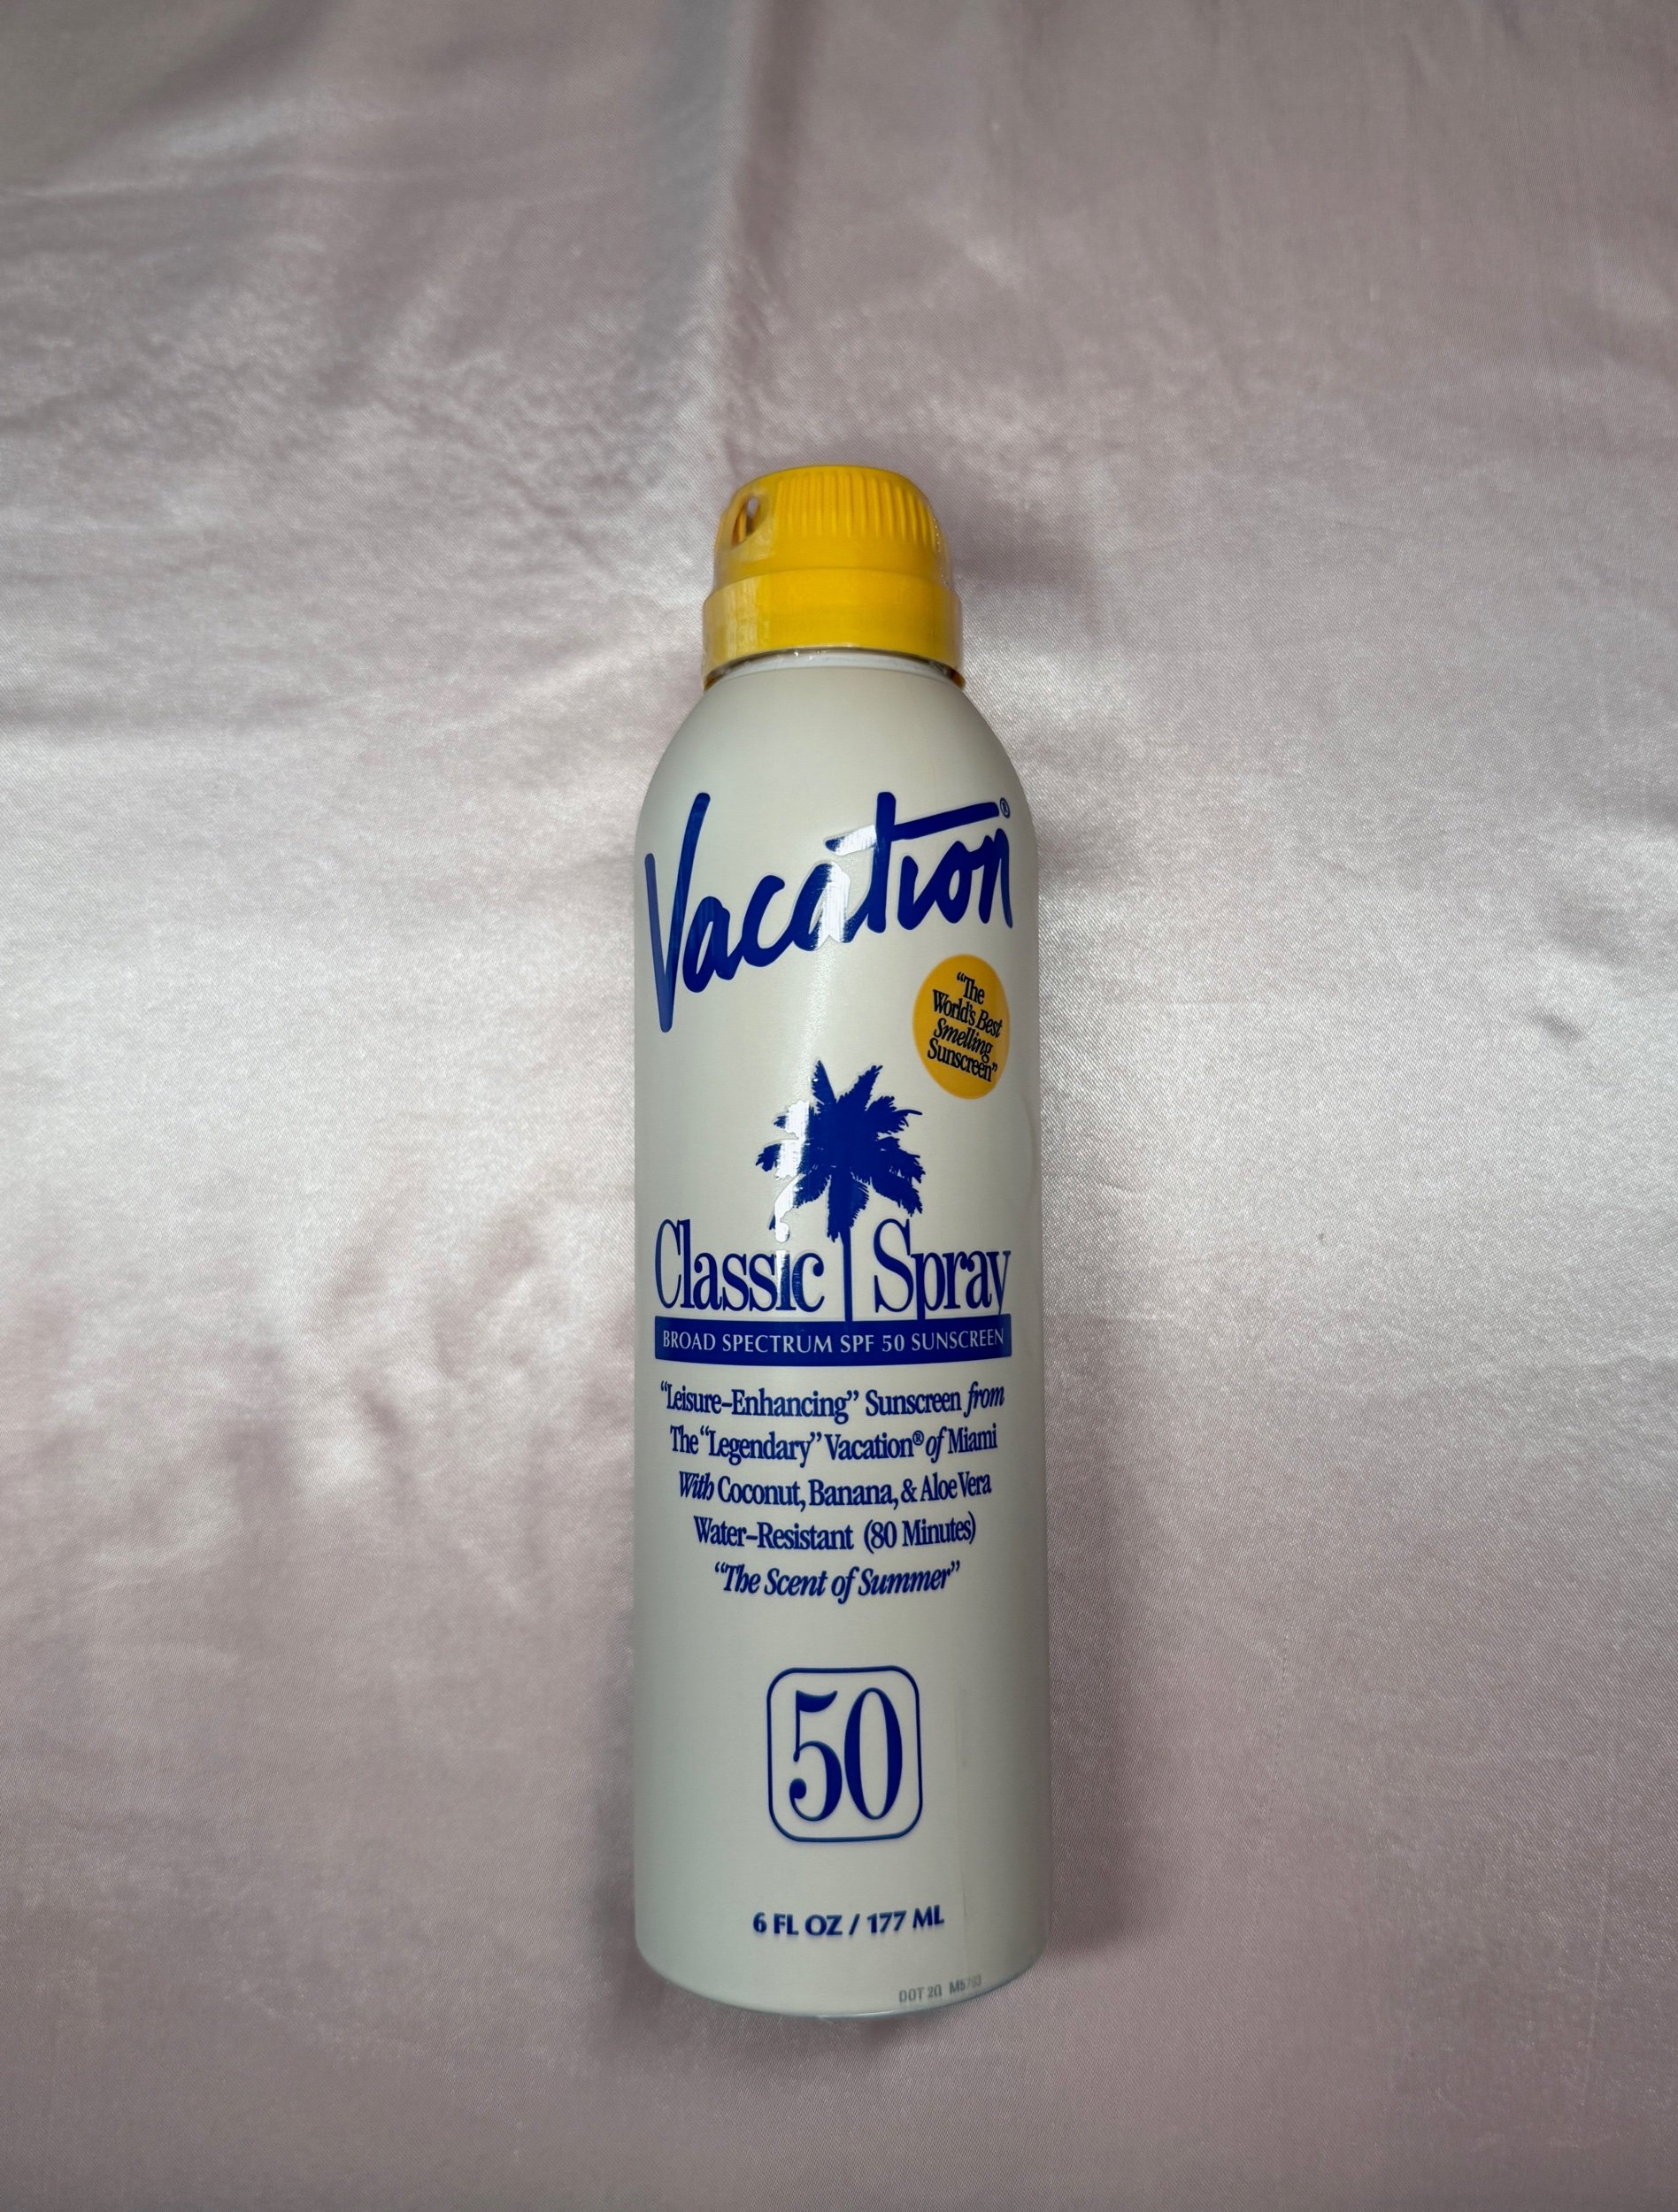 Vacation®
“The
World's Best
Smelling
Sunscreen”
Classic Spray
BROAD SPECTRUM SPF 50 SUNSCREEN
“Leisure-Enhancing” Sunscreen from
The “Legendary” Vacation® of Miami
With Coconut, Banana, & Aloe Vera
Water-Resistant (80 Minutes)
“The Scent of Summer”
50
6 FL OZ / 177 ML
DOT 2Q